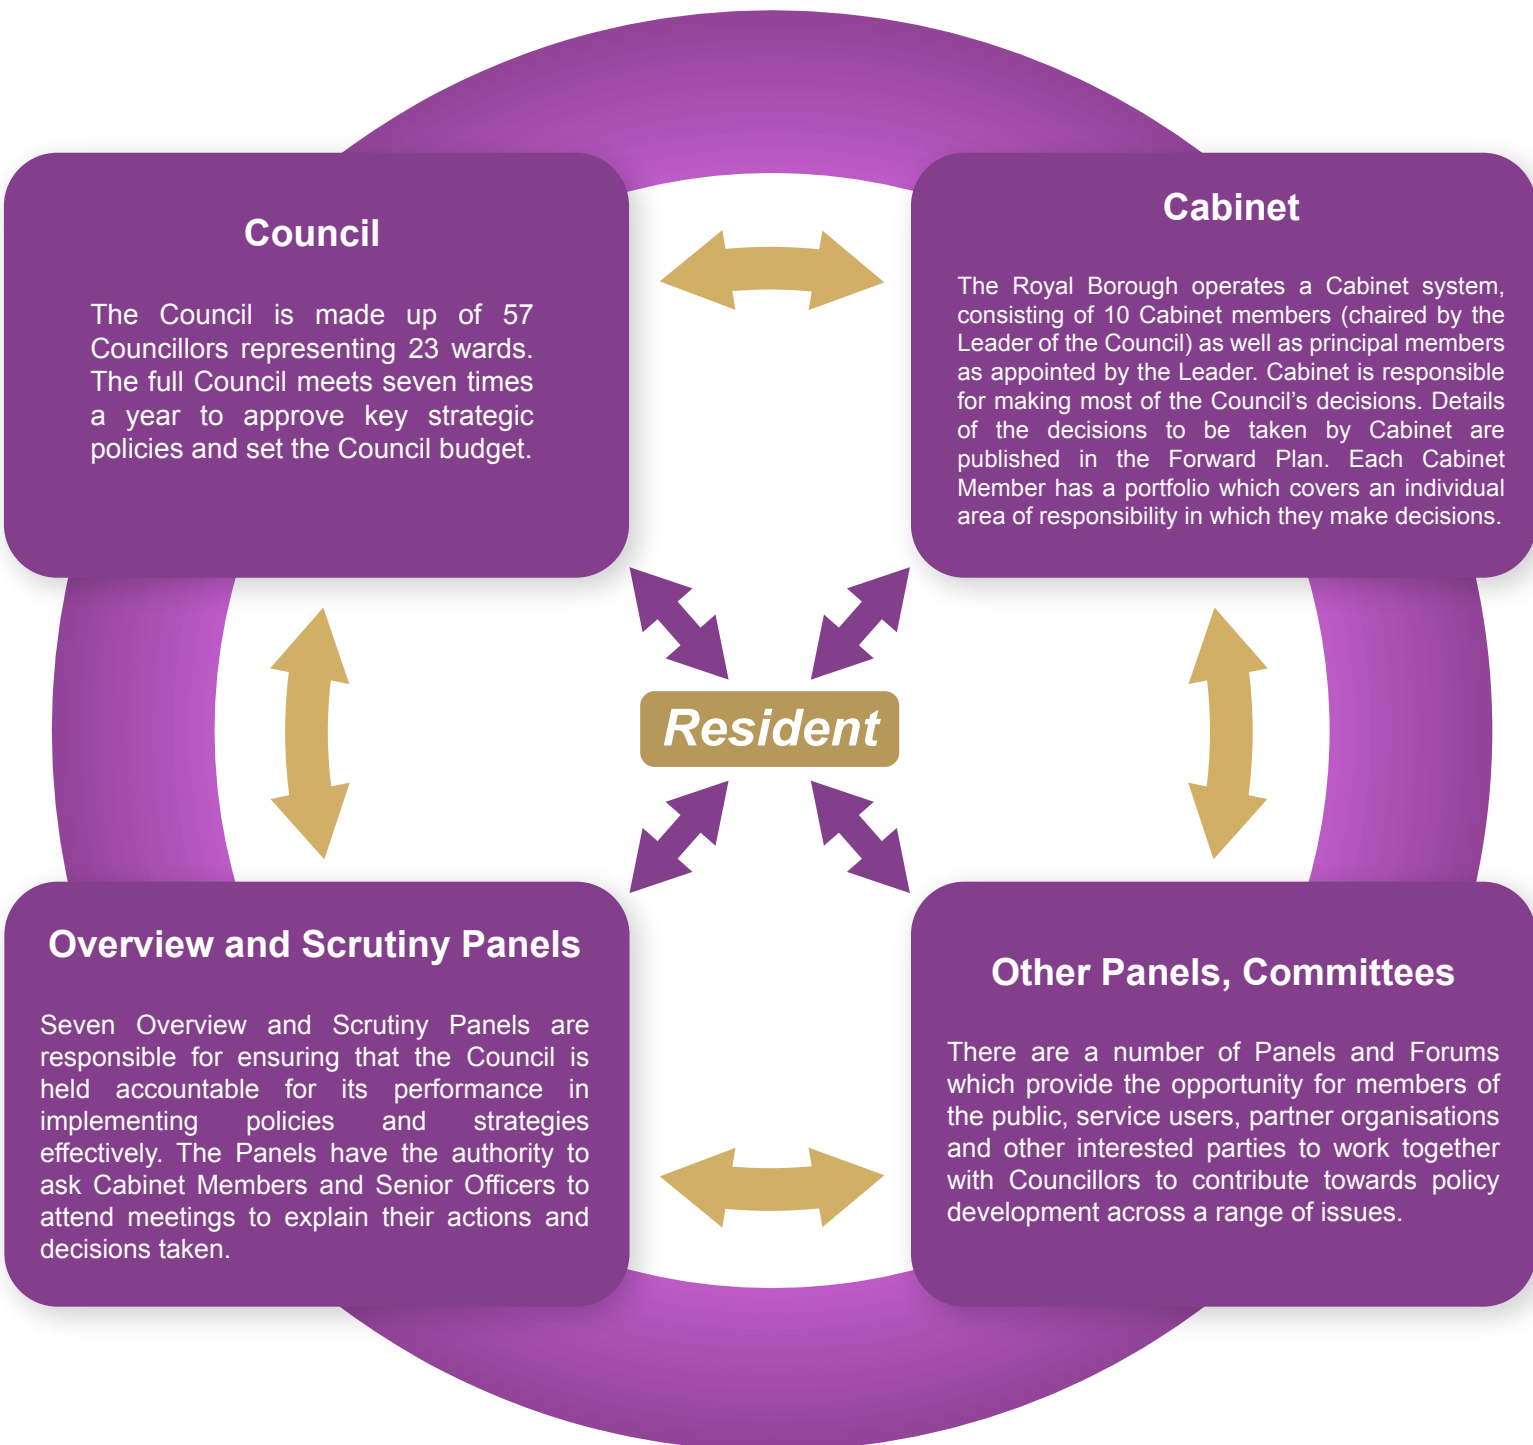 Council
The Council is made up of 57
Councillors representing 23 wards.
The full Council meets seven times
a year to approve key strategic
policies and set the Council budget.
Cabinet
The Royal Borough operates a Cabinet system,
consisting of 10 Cabinet members (chaired by the
Leader of the Council) as well as principal members
as appointed by the Leader. Cabinet is responsible
for making most of the Council’s decisions. Details
of the decisions to be taken by Cabinet are
published in the Forward Plan. Each Cabinet
Member has a portfolio which covers an individual
area of responsibility in which they make decisions.
Resident
Overview and Scrutiny Panels
Seven Overview and Scrutiny Panels are
responsible for ensuring that the Council is
held accountable for its performance in
implementing policies and strategies
effectively. The Panels have the authority to
ask Cabinet Members and Senior Officers to
attend meetings to explain their actions and
decisions taken.
Other Panels, Committees
There are a number of Panels and Forums
which provide the opportunity for members of
the public, service users, partner organisations
and other interested parties to work together
with Councillors to contribute towards policy
development across a range of issues.